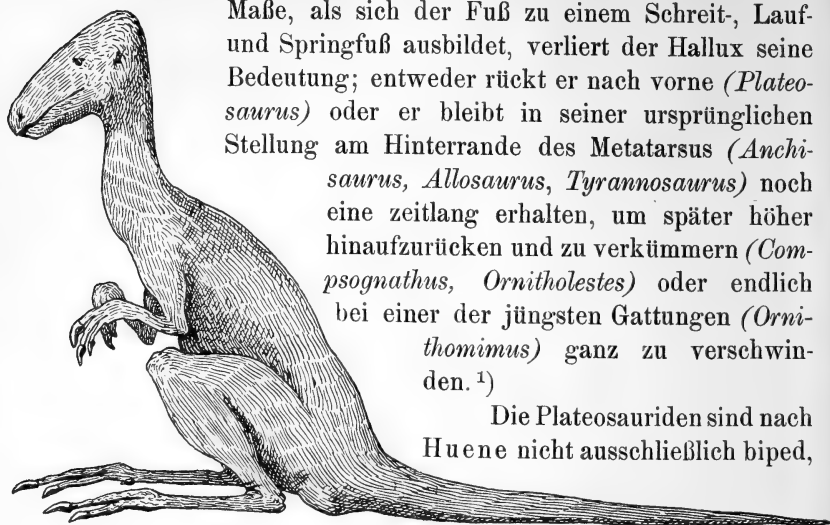 Maße, als sich der Fuß zu einem Schreit-, Lauf-
und Springfuß ausbildet, verliert der Hallux seine
Bedeutung; entweder rückt er nach vorne (Plateo-
saurus) oder er bleibt in seiner ursprünglichen
Stellung am Hinterrande des Metatarsus (Anchi-
saurus, Allosaurus, Tyrannosaurus) noch
eine zeitlang erhalten, um später höher
hinaufzurücken und zu verkümmern (Com-
psognathus, Ornitholestes) oder endlich
bei einer der jüngsten Gattungen (Orni-
thomimus) ganz zu verschwin-
den. ¹)
Die Plateosauriden sind nach
Huene nicht ausschließlich biped,